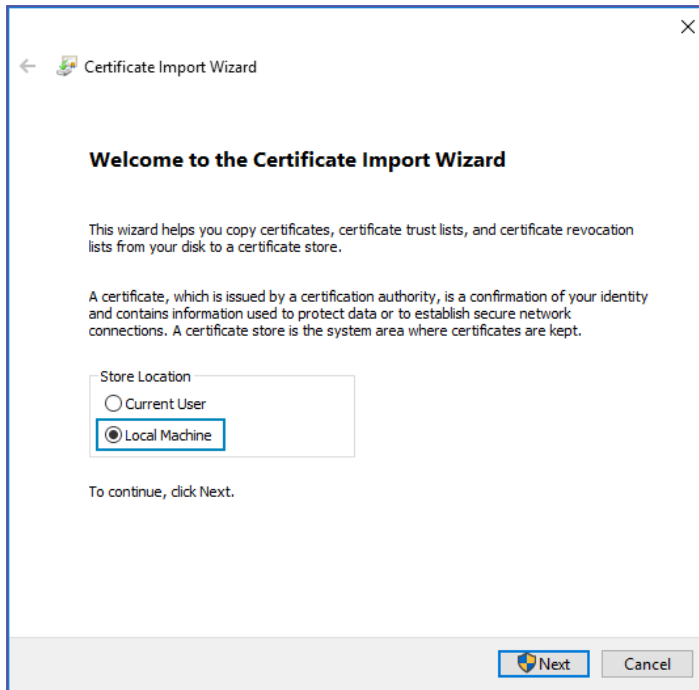 Certificate Import Wizard
Welcome to the Certificate Import Wizard
This wizard helps you copy certificates, certificate trust lists, and certificate revocation
lists from your disk to a certificate store.
A certificate, which is issued by a certification authority, is a confirmation of your identity
and contains information used to protect data or to establish secure network
connections. A certificate store is the system area where certificates are kept.
Store Location
Current User
Local Machine
To continue, click Next.
Next Cancel